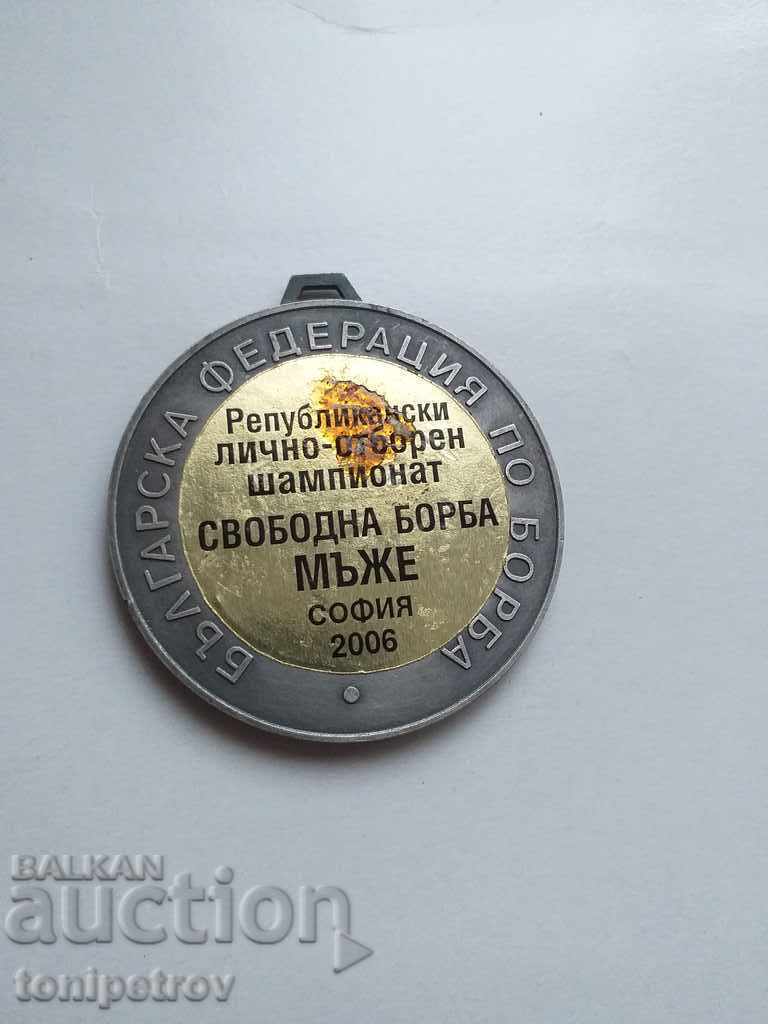 БЪЛГАРСКА ФЕДЕРАЦИЯ ПО БОРБА
Републикански
лично-отборен
шампионат
СВОБОДНА БОРБА
МЪЖЕ
СОФИЯ
2006
BALKAN
auction
tonipetrov